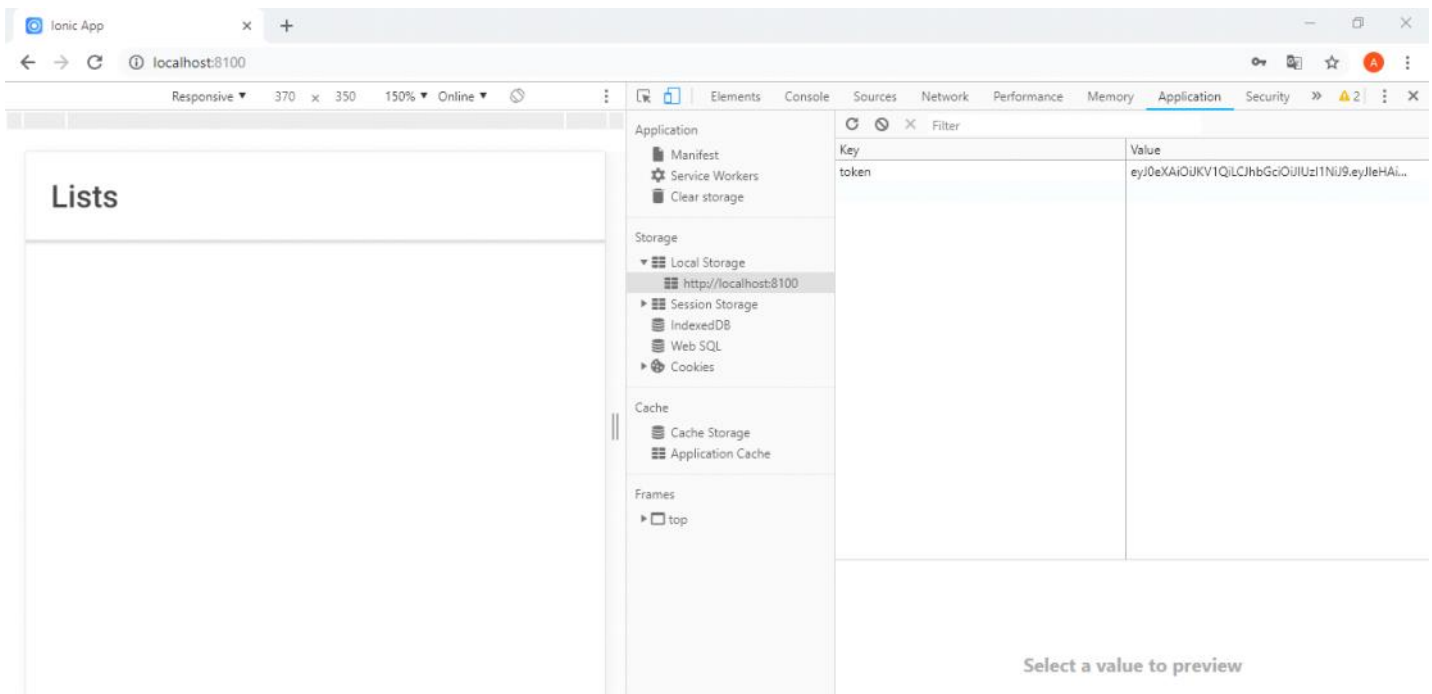 Ionic App
localhost:8100
A
Responsive ▼ 370 x 350 150% ▼ Online ▼
Elements Console Sources Network Performance Memory Application Security » 2
Lists
Application
Manifest
Service Workers
Clear storage
Storage
Local Storage
http://localhost:8100
Session Storage
IndexedDB
Web SQL
Cookies
Cache
Cache Storage
Application Cache
Frames
top
Filter
Key Value
token eyJ0eXAiOiJKV1QiLCJhbGciOiJIUzI1NiJ9.eyJleHAi...
Select a value to preview